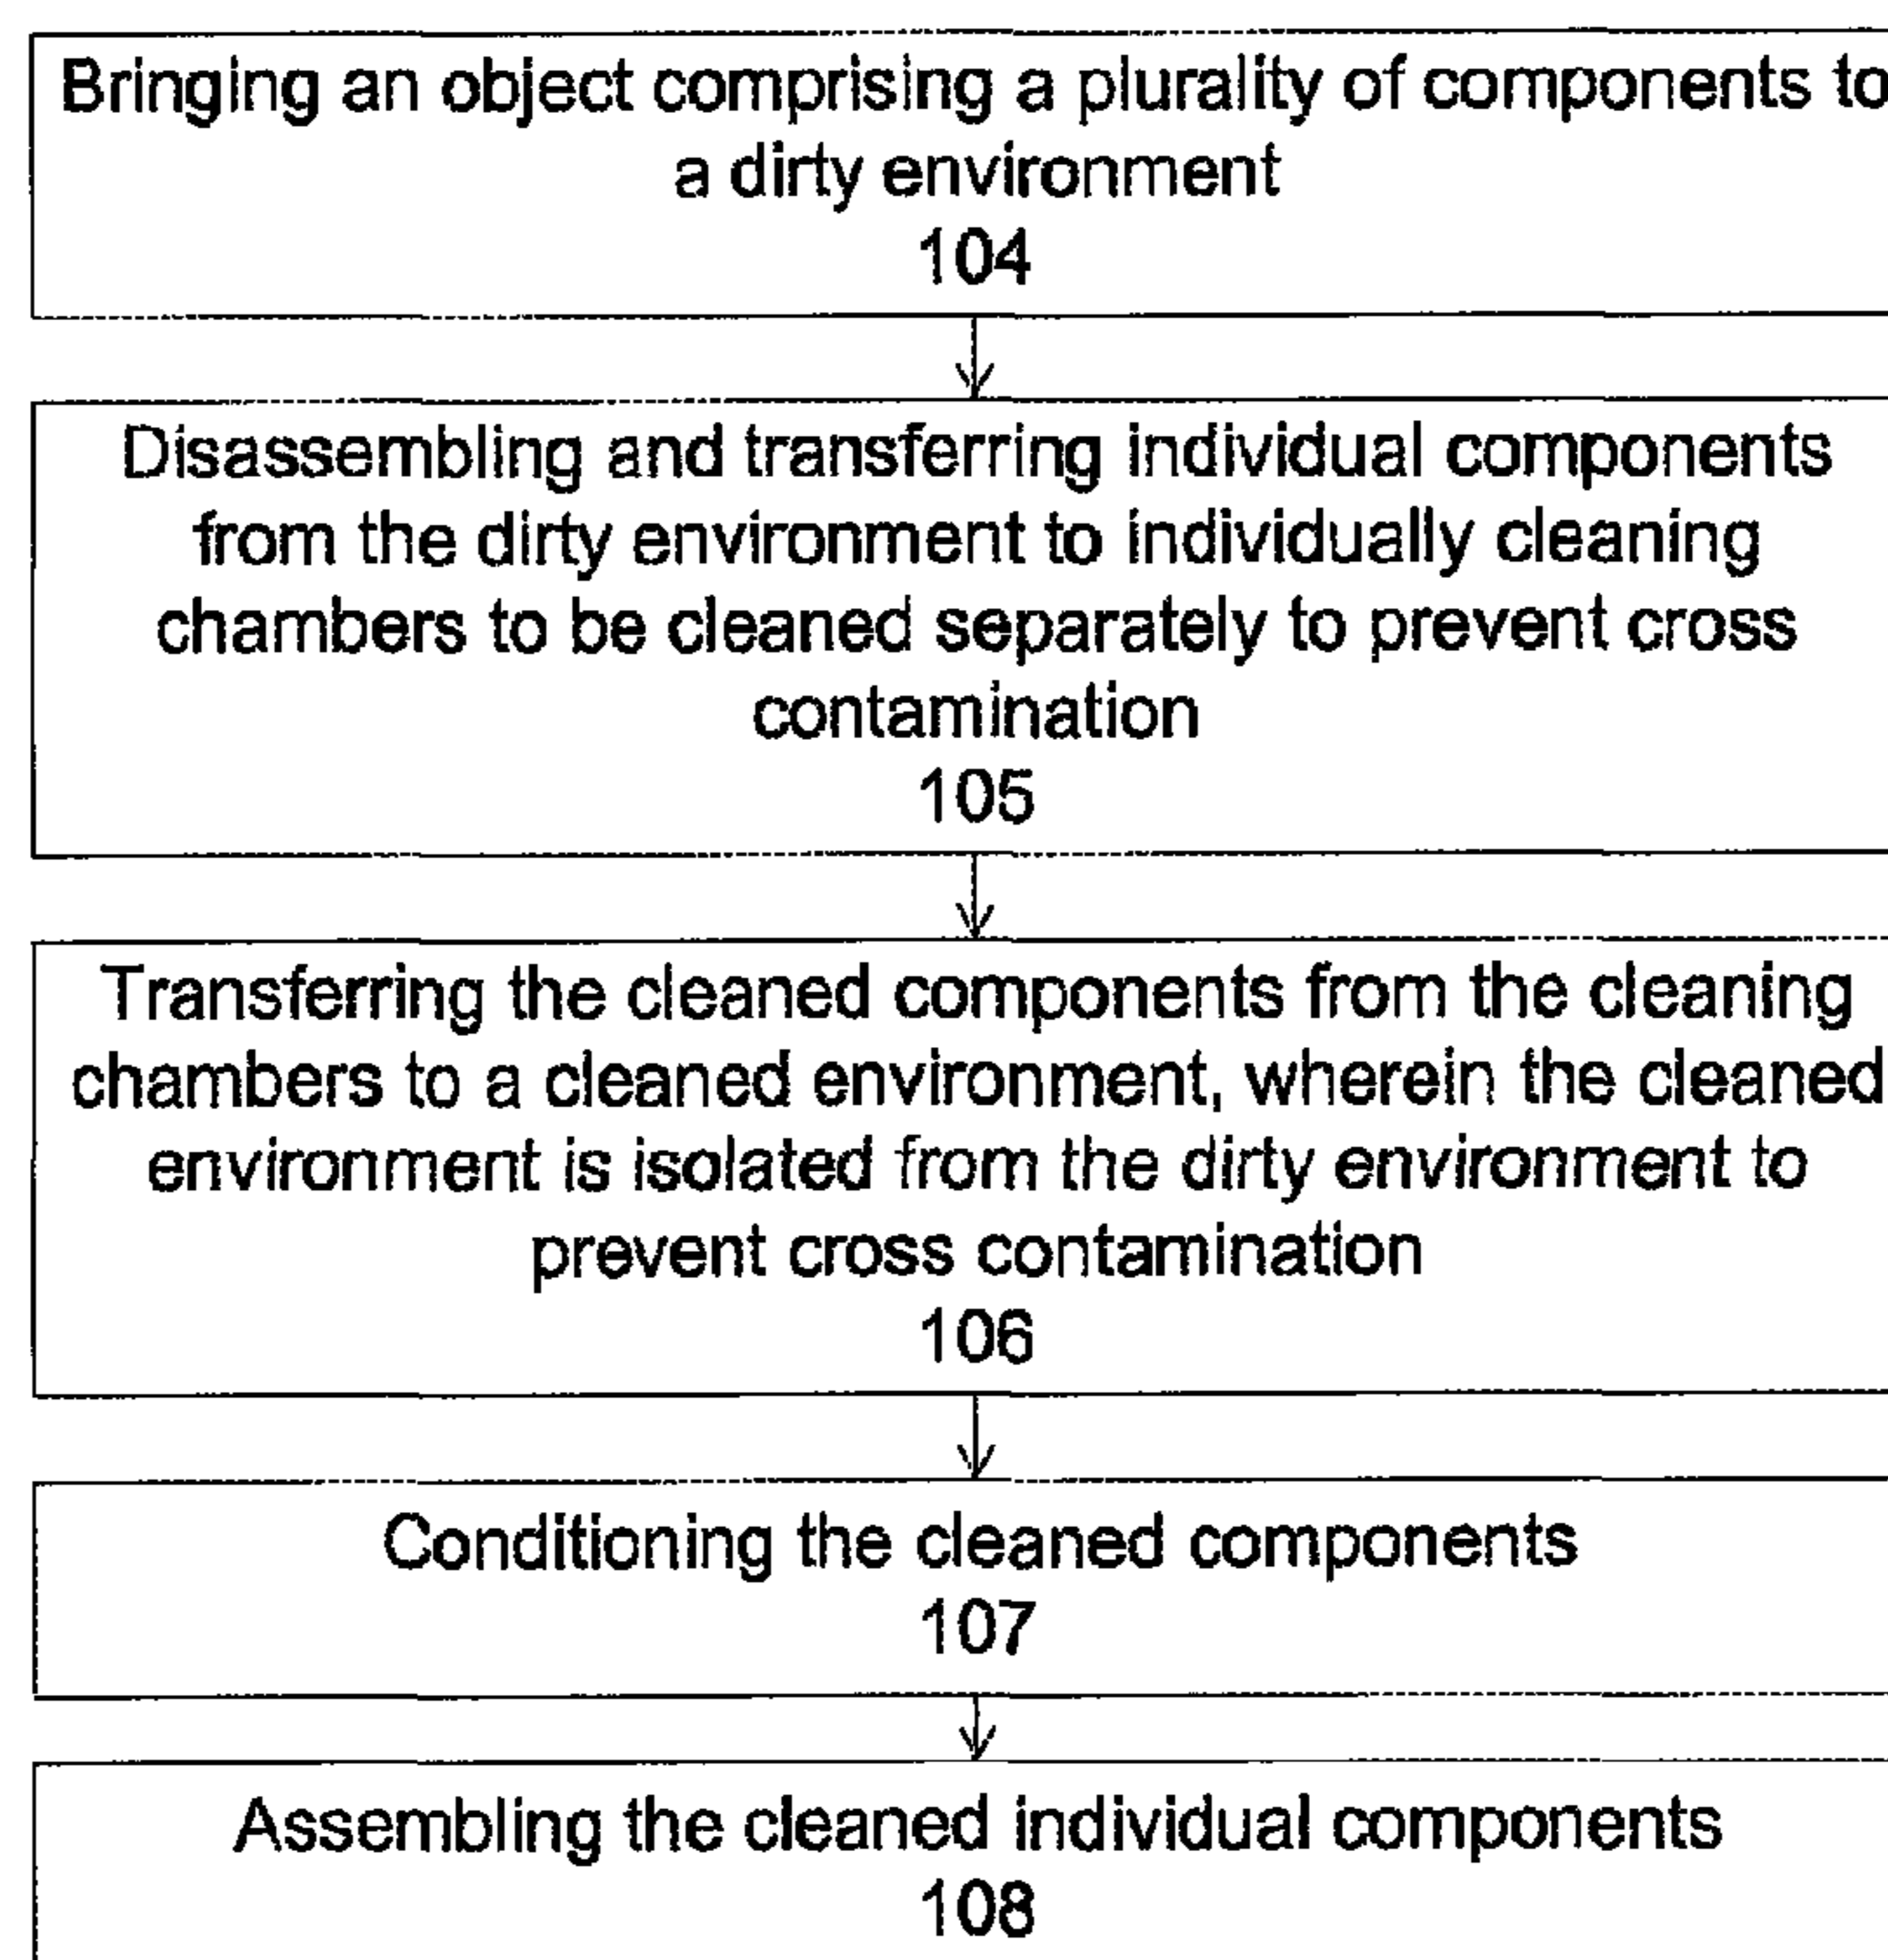 Bringing an object comprising a plurality of components to
a dirty environment
104
Disassembling and transferring individual components
from the dirty environment to individually cleaning
chambers to be cleaned separately to prevent cross
contamination
105
Transferring the cleaned components from the cleaning
chambers to a cleaned environment, wherein the cleaned
environment is isolated from the dirty environment to
prevent cross contamination
106
Conditioning the cleaned components
107
Assembling the cleaned individual components
108